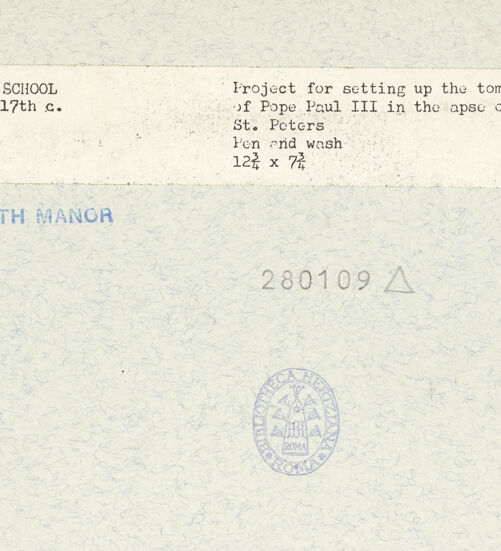 SCHOOL
17th c.
Project for setting up the tom
of Pope Paul III in the apse o
St. Peters
Pen and wash
12¾ x 7¾
TH MANOR
280109
BIBLIOTHECA HERTZIANA
ROMA
ROMA